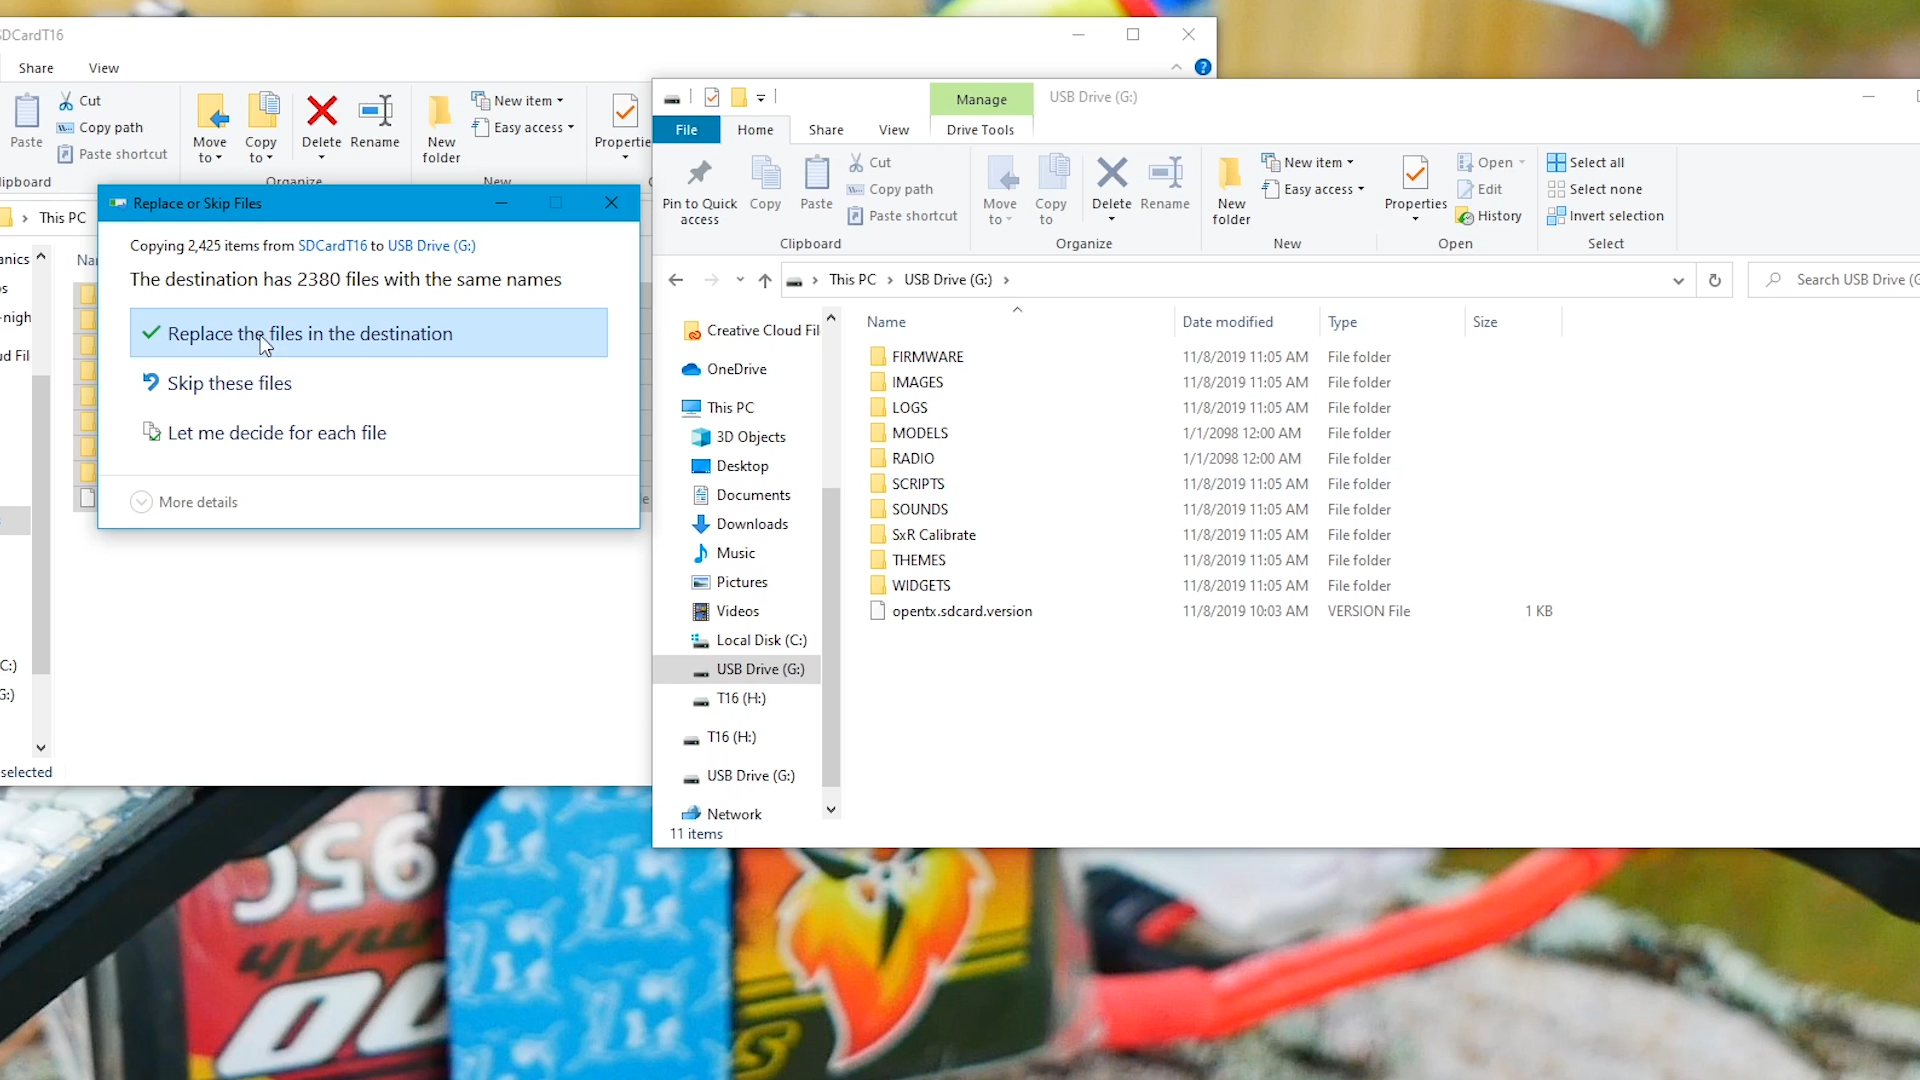 SDCardT16
Share
View
Paste
Cut
Copy path
Paste shortcut
Move to
Copy to
Delete
Rename
New folder
New item
Easy access
Organize
New
This PC
Replace or Skip Files
Copying 2,425 items from SDCardT16 to USB Drive (G:)
The destination has 2380 files with the same names
Replace the files in the destination
Skip these files
Let me decide for each file
More details
C:)
G:)
selected
Manage
USB Drive (G:)
File
Home
Share
View
Drive Tools
Pin to Quick access
Copy
Paste
Cut
Copy path
Paste shortcut
Clipboard
Move to
Copy to
Delete
Rename
Organize
New folder
New item
Easy access
New
Properties
Open
Edit
History
Open
Select all
Select none
Invert selection
Select
This PC
USB Drive (G:)
Search USB Drive (G
Creative Cloud Fil
OneDrive
This PC
3D Objects
Desktop
Documents
Downloads
Music
Pictures
Videos
Local Disk (C:)
USB Drive (G:)
T16 (H:)
T16 (H:)
USB Drive (G:)
Network
11 items
Name Date modified Type Size
FIRMWARE 11/8/2019 11:05 AM File folder
IMAGES 11/8/2019 11:05 AM File folder
LOGS 11/8/2019 11:05 AM File folder
MODELS 1/1/2098 12:00 AM File folder
RADIO 1/1/2098 12:00 AM File folder
SCRIPTS 11/8/2019 11:05 AM File folder
SOUNDS 11/8/2019 11:05 AM File folder
SxR Calibrate 11/8/2019 11:05 AM File folder
THEMES 11/8/2019 11:05 AM File folder
WIDGETS 11/8/2019 11:05 AM File folder
opentx.sdcard.version 11/8/2019 10:03 AM VERSION File 1 KB
95C